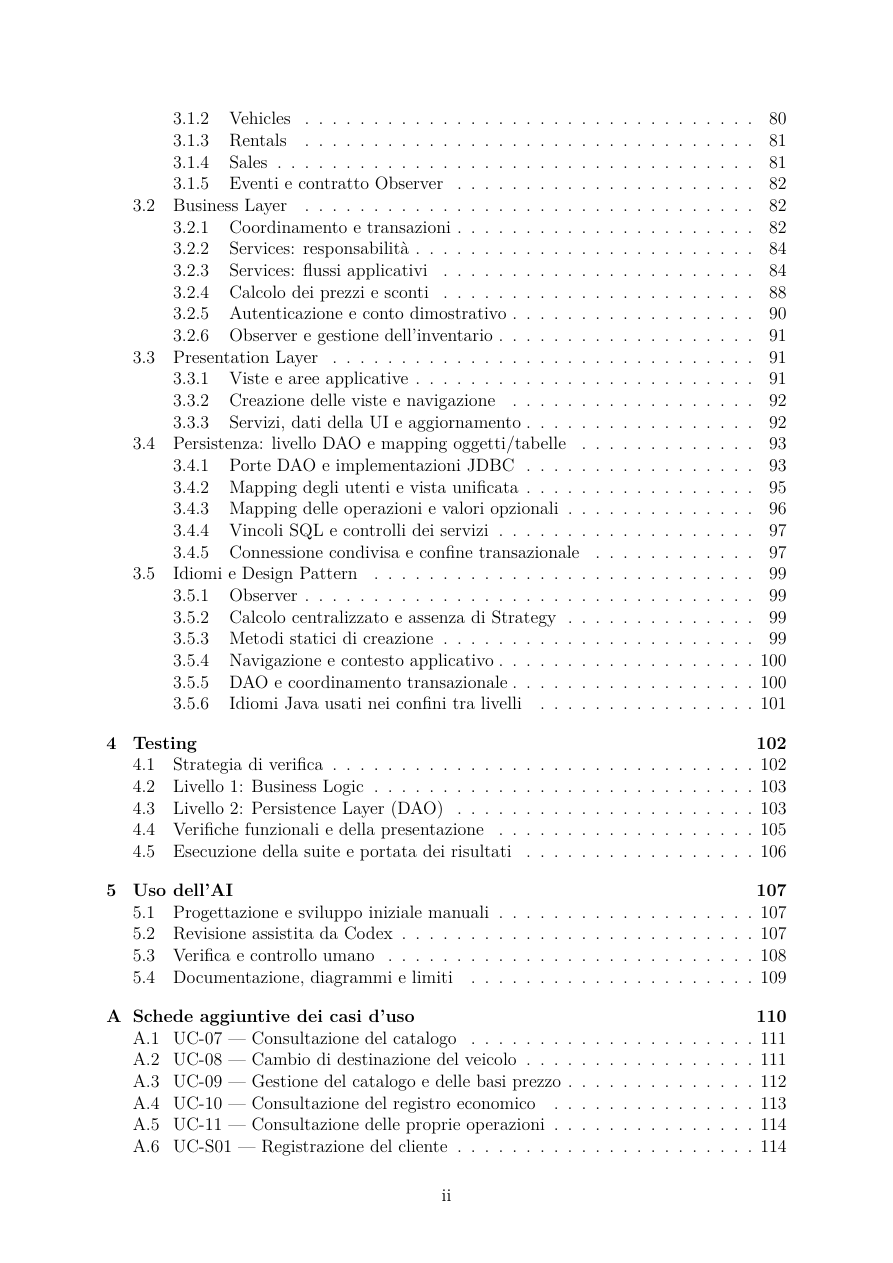 3.1.2 Vehicles . . . . . . . . . . . . . . . . . . . . . . . . . . . . . . . . . 80
3.1.3 Rentals . . . . . . . . . . . . . . . . . . . . . . . . . . . . . . . . . 81
3.1.4 Sales . . . . . . . . . . . . . . . . . . . . . . . . . . . . . . . . . . . 81
3.1.5 Eventi e contratto Observer . . . . . . . . . . . . . . . . . . . . . . 82
3.2 Business Layer . . . . . . . . . . . . . . . . . . . . . . . . . . . . . . . . . 82
3.2.1 Coordinamento e transazioni . . . . . . . . . . . . . . . . . . . . . . 82
3.2.2 Services: responsabilità . . . . . . . . . . . . . . . . . . . . . . . . . 84
3.2.3 Services: flussi applicativi . . . . . . . . . . . . . . . . . . . . . . . 84
3.2.4 Calcolo dei prezzi e sconti . . . . . . . . . . . . . . . . . . . . . . . 88
3.2.5 Autenticazione e conto dimostrativo . . . . . . . . . . . . . . . . . . 90
3.2.6 Observer e gestione dell'inventario . . . . . . . . . . . . . . . . . . . 91
3.3 Presentation Layer . . . . . . . . . . . . . . . . . . . . . . . . . . . . . . . 91
3.3.1 Viste e aree applicative . . . . . . . . . . . . . . . . . . . . . . . . . 91
3.3.2 Creazione delle viste e navigazione . . . . . . . . . . . . . . . . . . 92
3.3.3 Servizi, dati della UI e aggiornamento . . . . . . . . . . . . . . . . . 92
3.4 Persistenza: livello DAO e mapping oggetti/tabelle . . . . . . . . . . . . . 93
3.4.1 Porte DAO e implementazioni JDBC . . . . . . . . . . . . . . . . . 93
3.4.2 Mapping degli utenti e vista unificata . . . . . . . . . . . . . . . . . 95
3.4.3 Mapping delle operazioni e valori opzionali . . . . . . . . . . . . . . 96
3.4.4 Vincoli SQL e controlli dei servizi . . . . . . . . . . . . . . . . . . . 97
3.4.5 Connessione condivisa e confine transazionale . . . . . . . . . . . . 97
3.5 Idiomi e Design Pattern . . . . . . . . . . . . . . . . . . . . . . . . . . . . 99
3.5.1 Observer . . . . . . . . . . . . . . . . . . . . . . . . . . . . . . . . . 99
3.5.2 Calcolo centralizzato e assenza di Strategy . . . . . . . . . . . . . . 99
3.5.3 Metodi statici di creazione . . . . . . . . . . . . . . . . . . . . . . . 99
3.5.4 Navigazione e contesto applicativo . . . . . . . . . . . . . . . . . . . 100
3.5.5 DAO e coordinamento transazionale . . . . . . . . . . . . . . . . . . 100
3.5.6 Idiomi Java usati nei confini tra livelli . . . . . . . . . . . . . . . . 101
4 Testing 102
4.1 Strategia di verifica . . . . . . . . . . . . . . . . . . . . . . . . . . . . . . . 102
4.2 Livello 1: Business Logic . . . . . . . . . . . . . . . . . . . . . . . . . . . . 103
4.3 Livello 2: Persistence Layer (DAO) . . . . . . . . . . . . . . . . . . . . . . 103
4.4 Verifiche funzionali e della presentazione . . . . . . . . . . . . . . . . . . . 105
4.5 Esecuzione della suite e portata dei risultati . . . . . . . . . . . . . . . . . 106
5 Uso dell'AI 107
5.1 Progettazione e sviluppo iniziale manuali . . . . . . . . . . . . . . . . . . . 107
5.2 Revisione assistita da Codex . . . . . . . . . . . . . . . . . . . . . . . . . . 107
5.3 Verifica e controllo umano . . . . . . . . . . . . . . . . . . . . . . . . . . . 108
5.4 Documentazione, diagrammi e limiti . . . . . . . . . . . . . . . . . . . . . 109
A Schede aggiuntive dei casi d'uso 110
A.1 UC-07 — Consultazione del catalogo . . . . . . . . . . . . . . . . . . . . . 111
A.2 UC-08 — Cambio di destinazione del veicolo . . . . . . . . . . . . . . . . . 111
A.3 UC-09 — Gestione del catalogo e delle basi prezzo . . . . . . . . . . . . . . 112
A.4 UC-10 — Consultazione del registro economico . . . . . . . . . . . . . . . 113
A.5 UC-11 — Consultazione delle proprie operazioni . . . . . . . . . . . . . . . 114
A.6 UC-S01 — Registrazione del cliente . . . . . . . . . . . . . . . . . . . . . . 114
ii